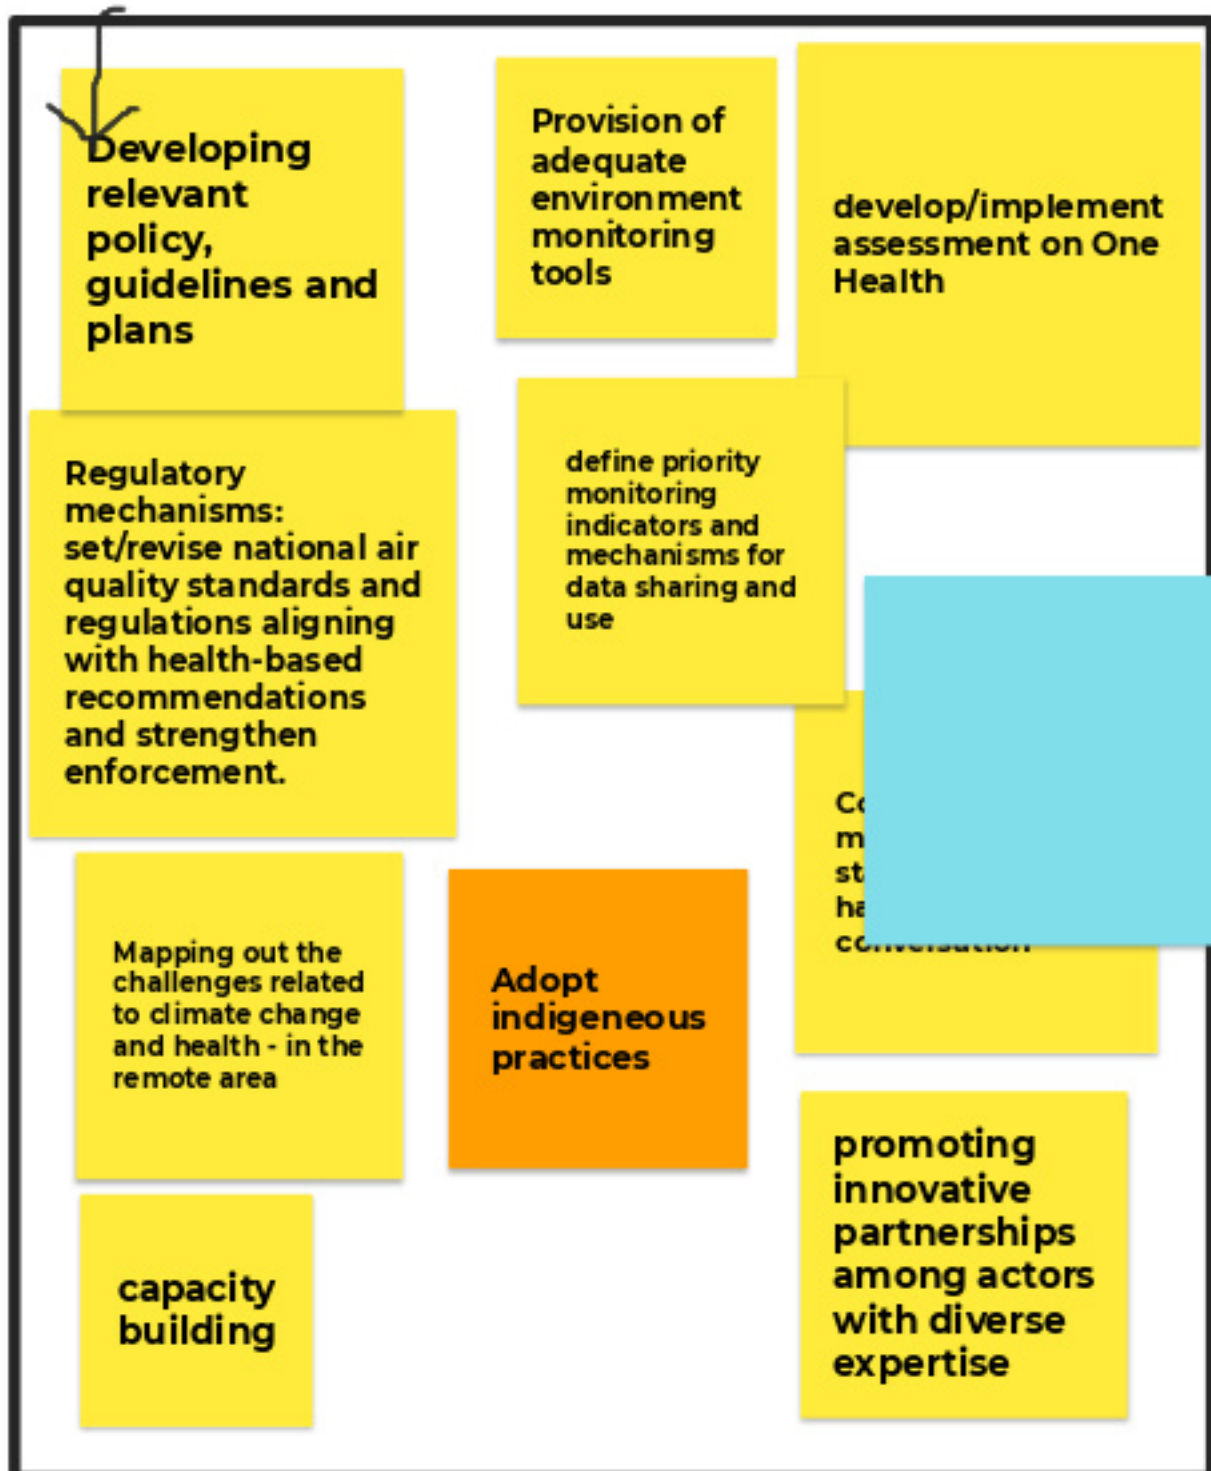 Developing
relevant
policy,
guidelines and
plans
Provision of
adequate
environment
monitoring
tools
develop/implement
assessment on One
Health
Regulatory
mechanisms:
set/revise national air
quality standards and
regulations aligning
with health-based
recommendations
and strengthen
enforcement.
define priority
monitoring
indicators and
mechanisms for
data sharing and
use
conversation
Mapping out the
challenges related
to climate change
and health - in the
remote area
Adopt
indigeneous
practices
capacity
building
promoting
innovative
partnerships
among actors
with diverse
expertise